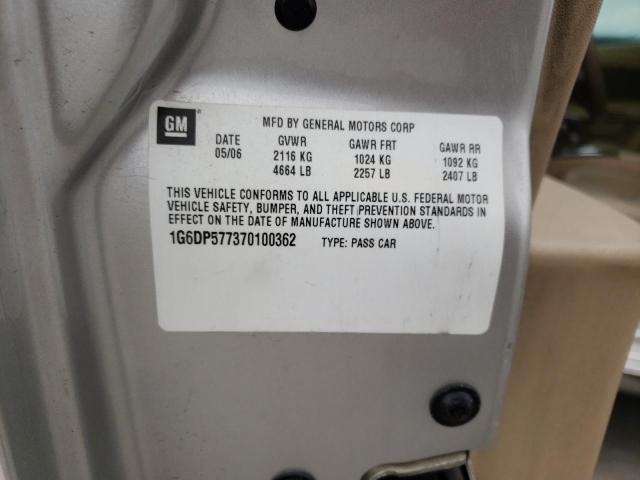 GM ®
MFD BY GENERAL MOTORS CORP
DATE GVWR GAWR FRT GAWR RR
05/06 2116 KG 1024 KG 1092 KG
4664 LB 2257 LB 2407 LB
THIS VEHICLE CONFORMS TO ALL APPLICABLE U.S. FEDERAL MOTOR
VEHICLE SAFETY, BUMPER, AND THEFT PREVENTION STANDARDS IN
EFFECT ON THE DATE OF MANUFACTURE SHOWN ABOVE.
1G6DP577370100362 TYPE: PASS CAR